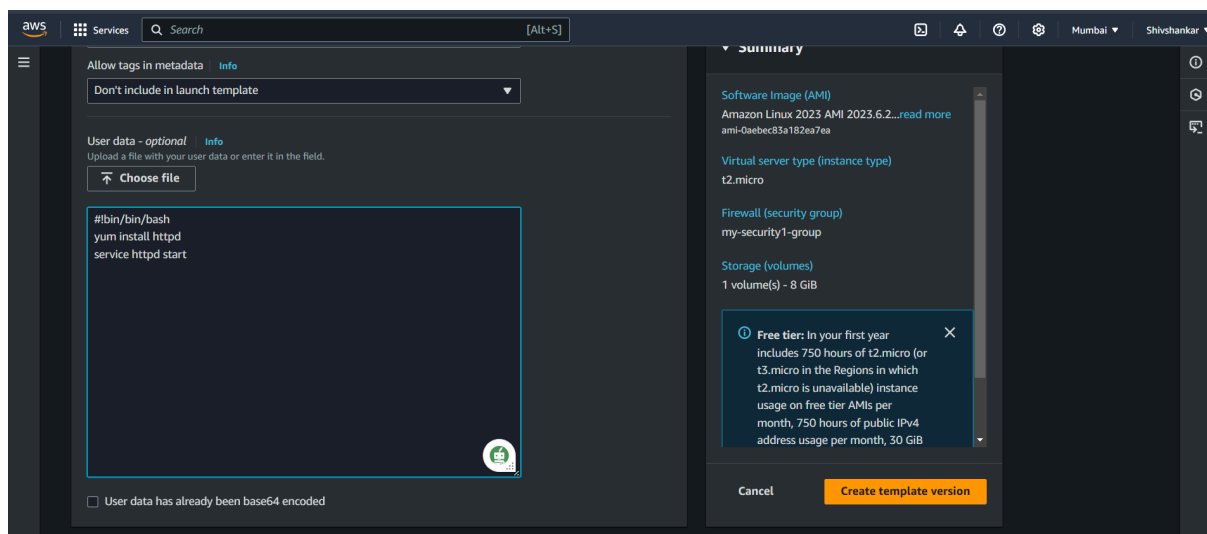 aws
Services
Search [Alt+S]
Mumbai
Shivshankar
Allow tags in metadata Info
Don't include in launch template
User data - optional Info
Upload a file with your user data or enter it in the field.
Choose file
#!bin/bin/bash
yum install httpd
service httpd start
User data has already been base64 encoded
Summary
Software Image (AMI)
Amazon Linux 2023 AMI 2023.6.2...read more
ami-0aebec83a182ea7ea
Virtual server type (instance type)
t2.micro
Firewall (security group)
my-security1-group
Storage (volumes)
1 volume(s) - 8 GiB
Free tier: In your first year
includes 750 hours of t2.micro (or
t3.micro in the Regions in which
t2.micro is unavailable) instance
usage on free tier AMIs per
month, 750 hours of public IPv4
address usage per month, 30 GiB
Cancel
Create template version